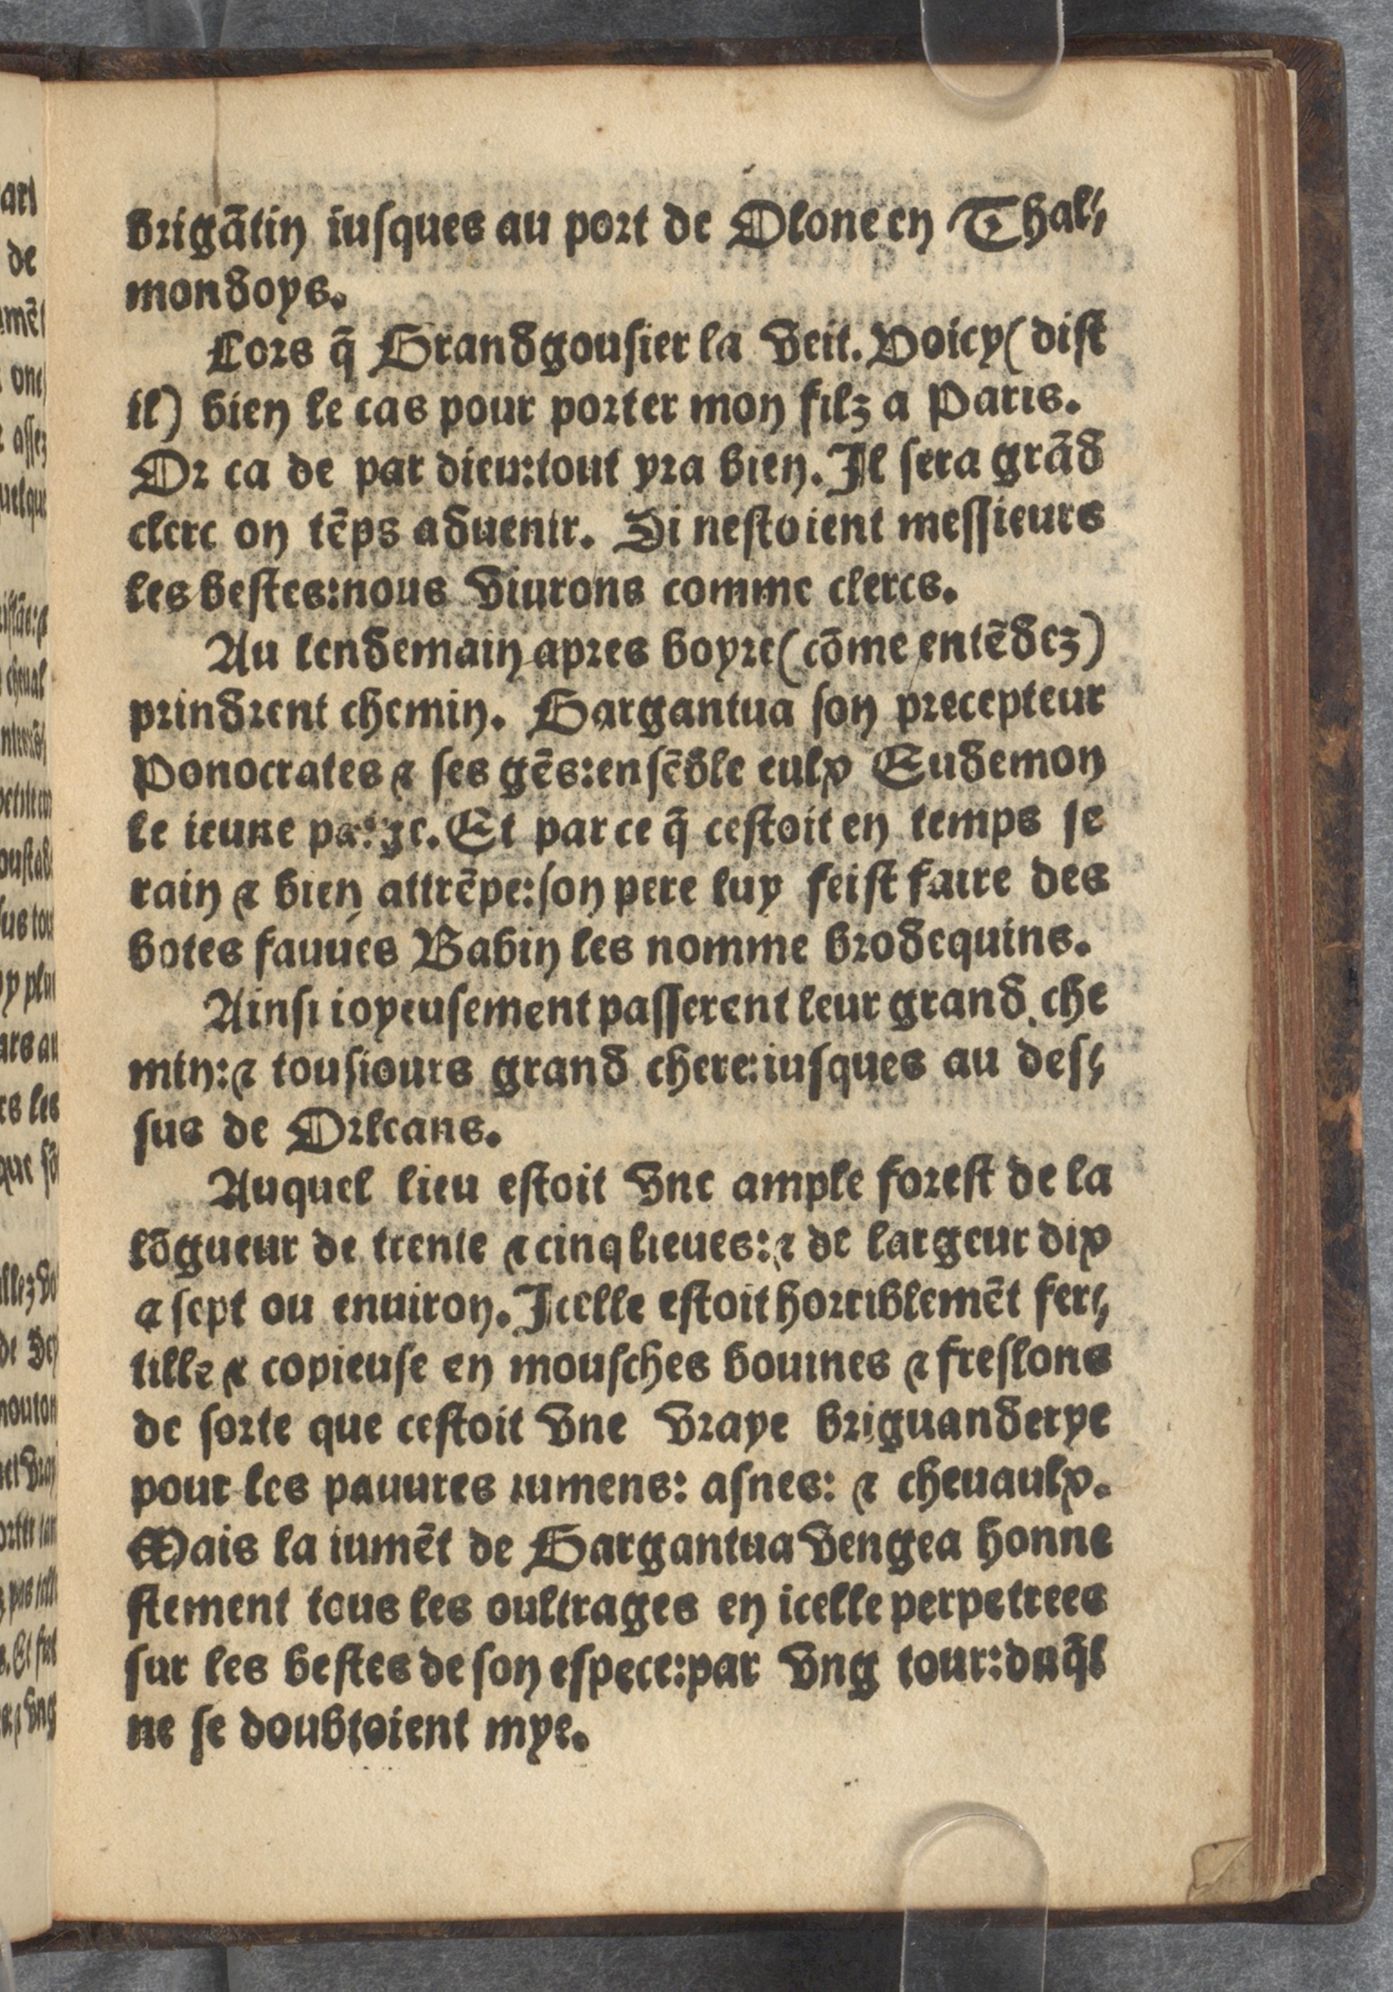 brigãtin iusques au port de Olone en Thal⸗
mondoys.
Lors q̃ Grandgousier la veit. Voicy (dist
il) bien le cas pour porter mon filz a Paris.
Or ca de par dieu: tout yra bien. Il sera grãd
clerc on tẽps aduenir. Si nestoient messieurs
les bestes: nous viurons comme clercs.
Au lendemain apres boyre (cõme entẽdez)
prindrent chemin. Gargantua son precepteur
Ponocrates & ses gẽs: ensẽble eulx Eudemon
le ieune paige. Et par ce q̃ cestoit en temps se
rain & bien attrẽpe: son pere luy feist faire des
botes fauues Babin les nomme brodequins.
Ainsi ioyeusement passerent leur grand che
min: & tousiours grand chere: iusques au des⸗
sus de Orleans.
Auquel lieu estoit vne ample forest de la
lõgueur de trente & cinq lieues: & de largeur dix
& sept ou enuiron. Icelle estoit horriblemẽt fer⸗
tille & copieuse en mousches bouines & freslons
de sorte que cestoit vne vraye briguanderye
pour les pauures iumens: asnes: & cheuaulx.
Mais la iumẽt de Gargantua vengea honne
stement tous les oultrages en icelle perpetrees
sur les bestes de son espece: par vng tour: duq̃l
ne se doubtoient mye.